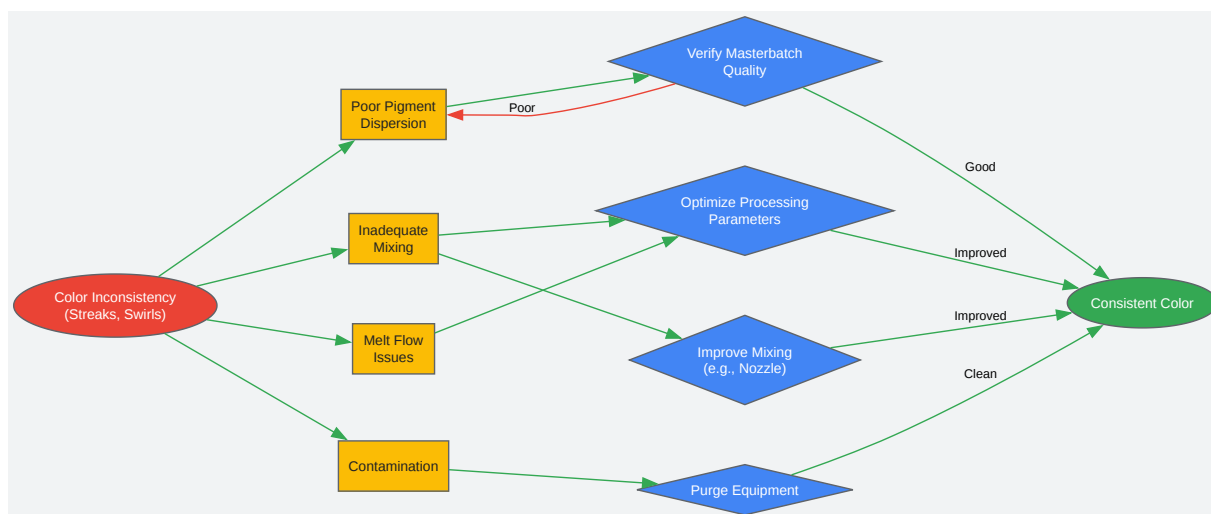 Verify Masterbatch
Quality
Poor Pigment
Dispersion
Poor
Good
Optimize Processing
Parameters
Inadequate
Mixing
Improved
Color Inconsistency
(Streaks, Swirls)
Consistent Color
Improved
Melt Flow
Issues
Improve Mixing
(e.g., Nozzle)
Clean
Contamination
Purge Equipment